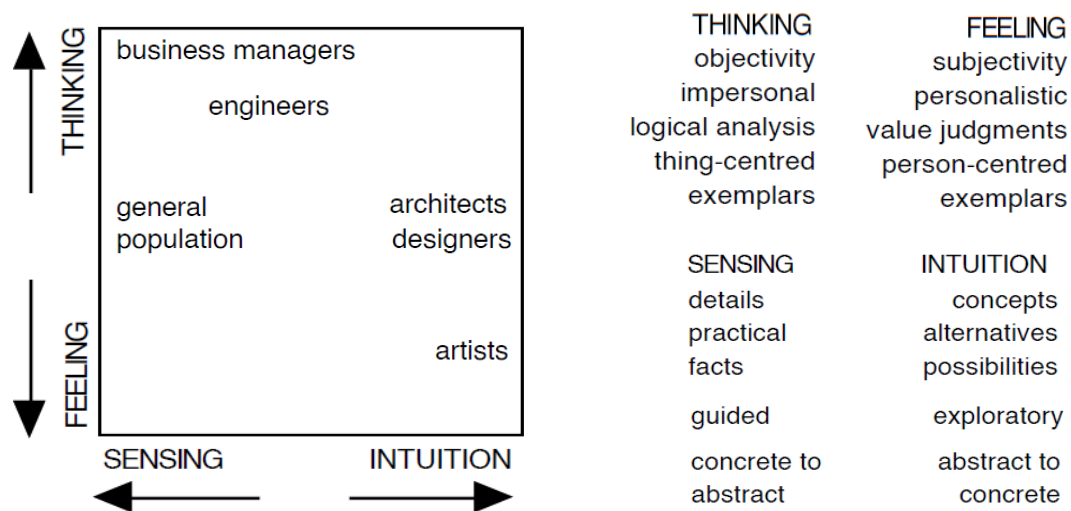 THINKING
FEELING
business managers
engineers
general
population
architects
designers
artists
SENSING
INTUITION
THINKING
objectivity
impersonal
logical analysis
thing-centred
exemplars
FEELING
subjectivity
personalistic
value judgments
person-centred
exemplars
SENSING
details
practical
facts
guided
concrete to
abstract
INTUITION
concepts
alternatives
possibilities
exploratory
abstract to
concrete